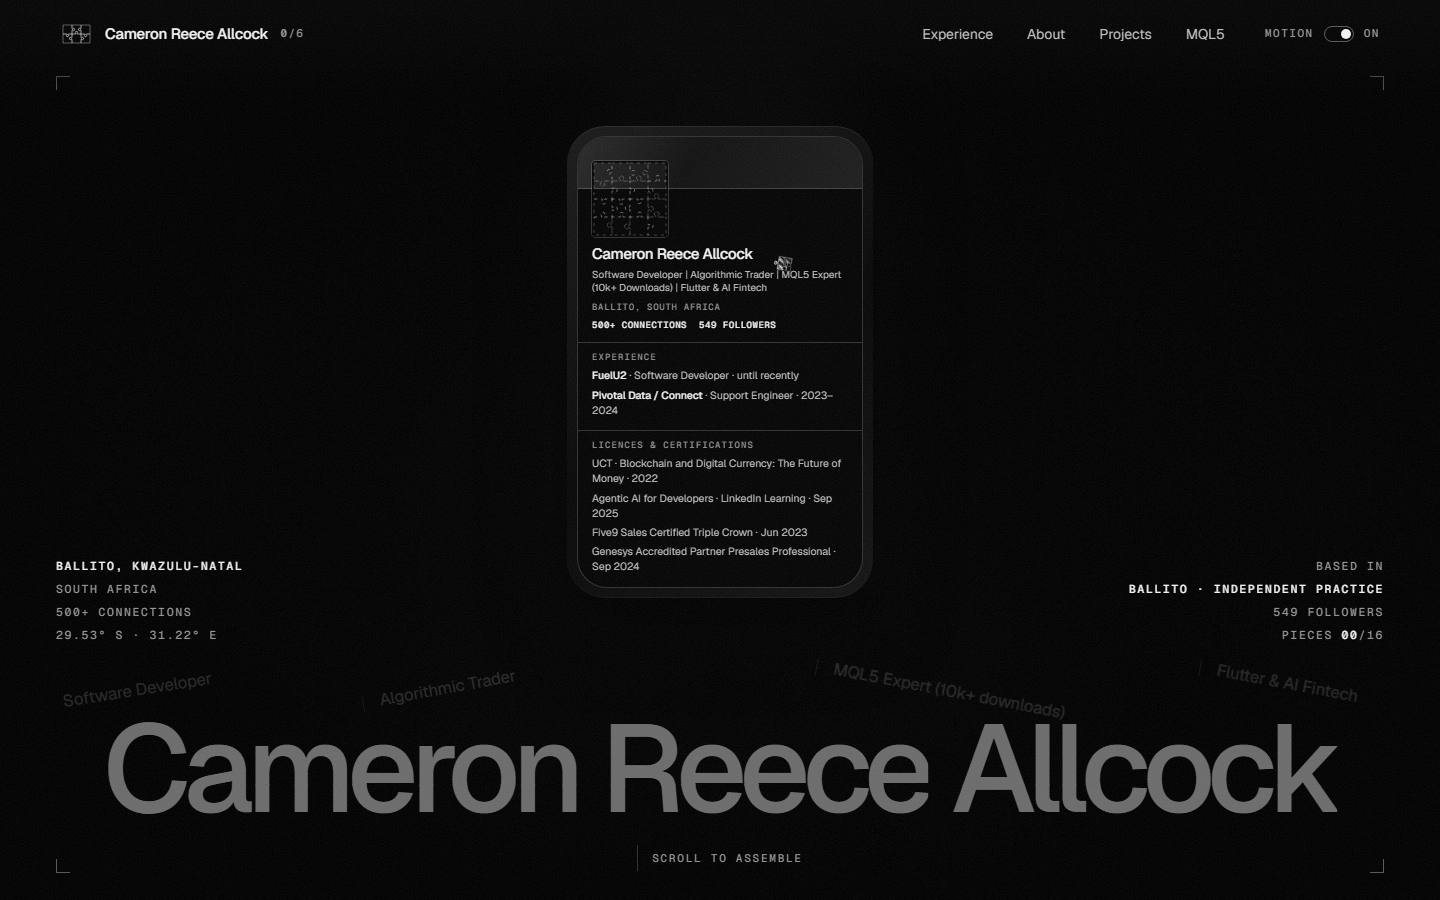 Cameron Reece Allcock 0/6
Experience About Projects MQL5 MOTION ON
Cameron Reece Allcock
Software Developer | Algorithmic Trader | MQL5 Expert
(10k+ Downloads) | Flutter & AI Fintech
BALLITO, SOUTH AFRICA
500+ CONNECTIONS 549 FOLLOWERS
EXPERIENCE
FuelU2 · Software Developer · until recently
Pivotal Data / Connect · Support Engineer · 2023–
2024
LICENCES & CERTIFICATIONS
UCT · Blockchain and Digital Currency: The Future of
Money · 2022
Agentic AI for Developers · LinkedIn Learning · Sep
2025
Five9 Sales Certified Triple Crown · Jun 2023
Genesys Accredited Partner Presales Professional ·
Sep 2024
BALLITO, KWAZULU-NATAL
SOUTH AFRICA
500+ CONNECTIONS
29.53° S · 31.22° E
BASED IN
BALLITO · INDEPENDENT PRACTICE
549 FOLLOWERS
PIECES 00/16
Software Developer
Algorithmic Trader
MQL5 Expert (10k+ downloads)
Flutter & AI Fintech
Cameron Reece Allcock
SCROLL TO ASSEMBLE